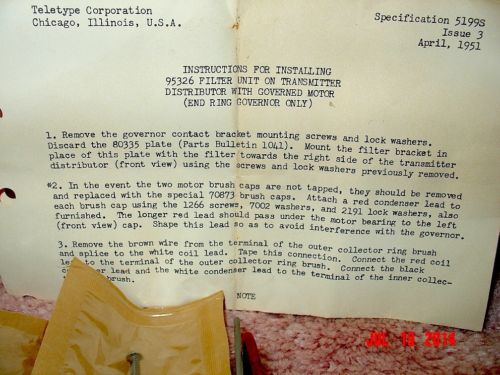 Teletype Corporation
Chicago, Illinois, U.S.A.
Specification 5199S
Issue 3
April, 1951
INSTRUCTIONS FOR INSTALLING
95326 FILTER UNIT ON TRANSMITTER
DISTRIBUTOR WITH GOVERNED MOTOR
(END RING GOVERNOR ONLY)
1. Remove the governor contact bracket mounting screws and lock washers.
Discard the 80335 plate (Parts Bulletin 1041). Mount the filter bracket in
place of this plate with the filter towards the right side of the transmitter
distributor (front view) using the screws and lock washers previously removed.
*2. In the event the two motor brush caps are not tapped, they should be removed
and replaced with the special 70873 brush caps. Attach a red condenser lead to
each brush cap using the 1266 screws, 7002 washers, and 2191 lock washers, also
furnished. The longer red lead should pass under the motor bearing to the left
(front view) cap. Shape this lead so as to avoid interference with the governor.
3. Remove the brown wire from the terminal of the outer collector ring brush
and splice to the white coil lead. Tape this connection. Connect the red coil
lead to the terminal of the outer collector ring brush. Connect the black
lead and the white condenser lead to the terminal of the inner collec-
brush.
NOTE
JUL 18 2014